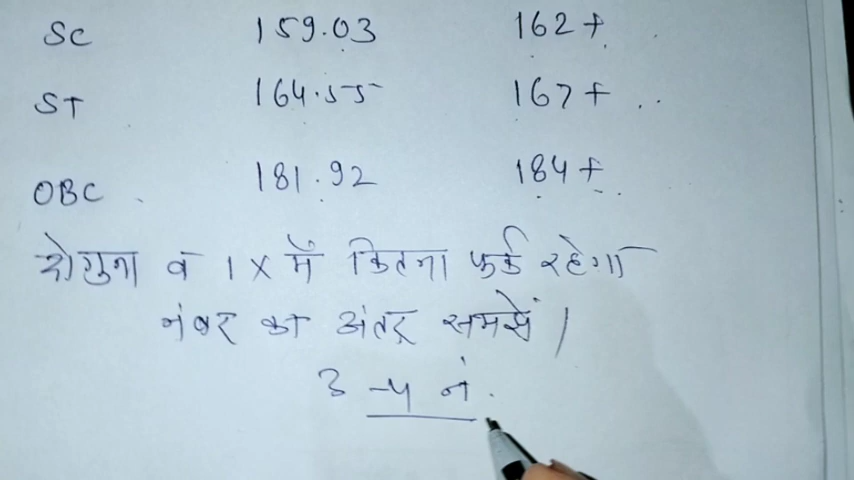 SC 159.03 162+
ST 164.55 167+
OBC 181.92 184+
दोगुना व 1X में कितना फर्क रहेगा
नंबर का अंतर समझें।
3-4 नं.